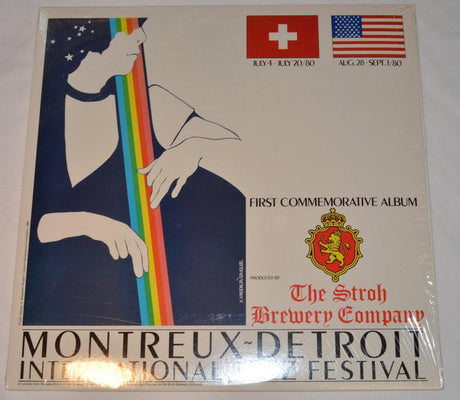 JULY 4 - JULY 20/80
AUG. 28 - SEPT. 1/80
FIRST COMMEMORATIVE ALBUM
PRODUCED BY
The Stroh
Brewery Company
MONTREUX-DETROIT
INTERNATIONAL JAZZ FESTIVAL